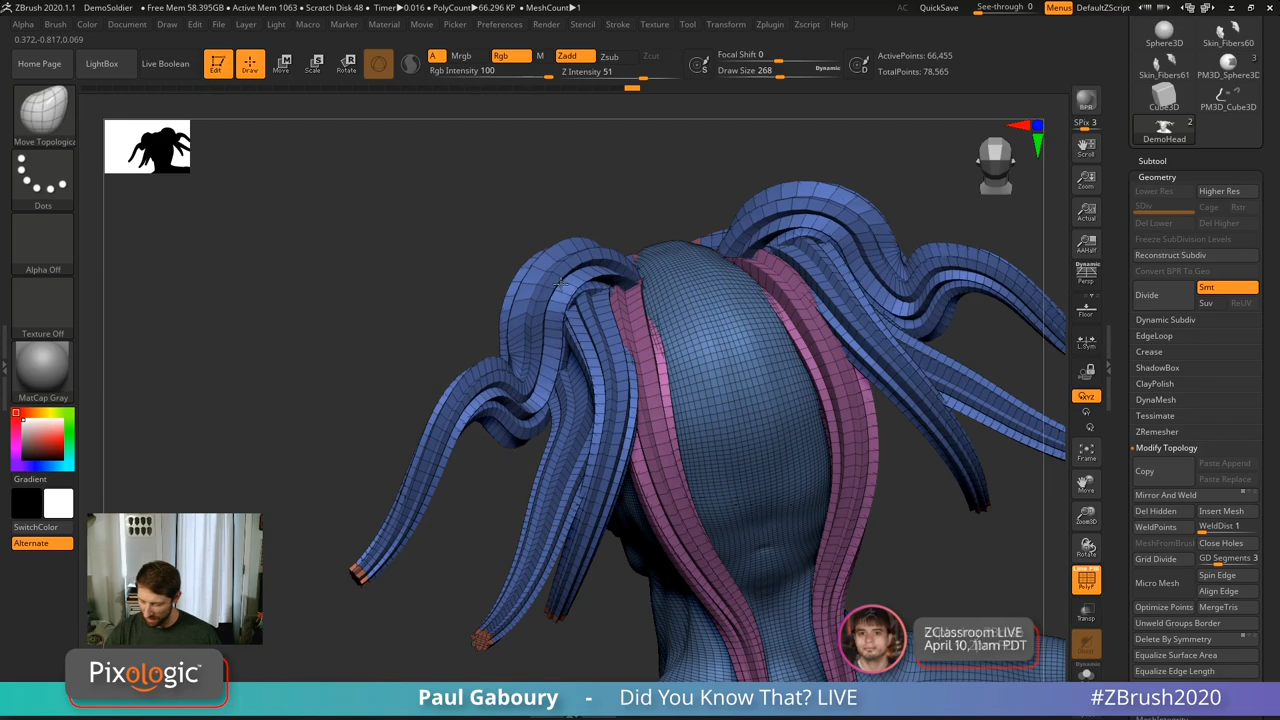 ZBrush 2020.1.1   DemoSoldier   • Free Mem 58.395GB • Active Mem 1063 • Scratch Disk 48 • Timer▶0.016 • PolyCount▶66.296 KP • MeshCount▶1   AC   QuickSave   See-through 0   Menus   DefaultZScript
Alpha Brush Color Document Draw Edit File Layer Light Macro Marker Material Movie Picker Preferences Render Stencil Stroke Texture Tool Transform Zplugin Zscript
0.372,-0.817,0.069
Home Page LightBox Live Boolean Edit Draw Move Scale Rotate A Mrgb Rgb M Zadd Zsub Zcut Focal Shift 0 ActivePoints: 66,455
Rgb Intensity 100 Z Intensity 51 S Draw Size 268 Dynamic D TotalPoints: 78,565
Move Topologica
Dots
Alpha Off
Texture Off
MatCap Gray
Gradient
SwitchColor
Alternate
BPR
SPix 3
Scroll
Zoom
Actual
AAHalf
Dynamic
Persp
Floor
L.Sym
XYZ
Frame
Move
Zoom3D
Rotate
Line Fill
PolyF
Transp
Ghost
Dynamic
Sphere3D Skin_Fibers60
3
Skin_Fibers61 PM3D_Sphere3D
Cube3D PM3D_Cube3D
2
DemoHead
Subtool
Geometry
Lower Res Higher Res
SDiv Cage Rstr
Del Lower Del Higher
Freeze SubDivision Levels
Reconstruct Subdiv
Convert BPR To Geo
Divide Smt
Suv ReUV
Dynamic Subdiv
EdgeLoop
Crease
ShadowBox
ClayPolish
DynaMesh
Tessimate
ZRemesher
Modify Topology
Copy Paste Append
Paste Replace
Mirror And Weld
Del Hidden Insert Mesh
WeldPoints WeldDist 1
MeshFromBrush Close Holes
Grid Divide GD Segments 3
Micro Mesh Spin Edge
Align Edge
Optimize Points MergeTris
Unweld Groups Border
Delete By Symmetry
Equalize Surface Area
Equalize Edge Length
MeshIntegrity
ZClassroom LIVE
April 10, 11am PDT
Pixologic™
Paul Gaboury - Did You Know That? LIVE #ZBrush2020